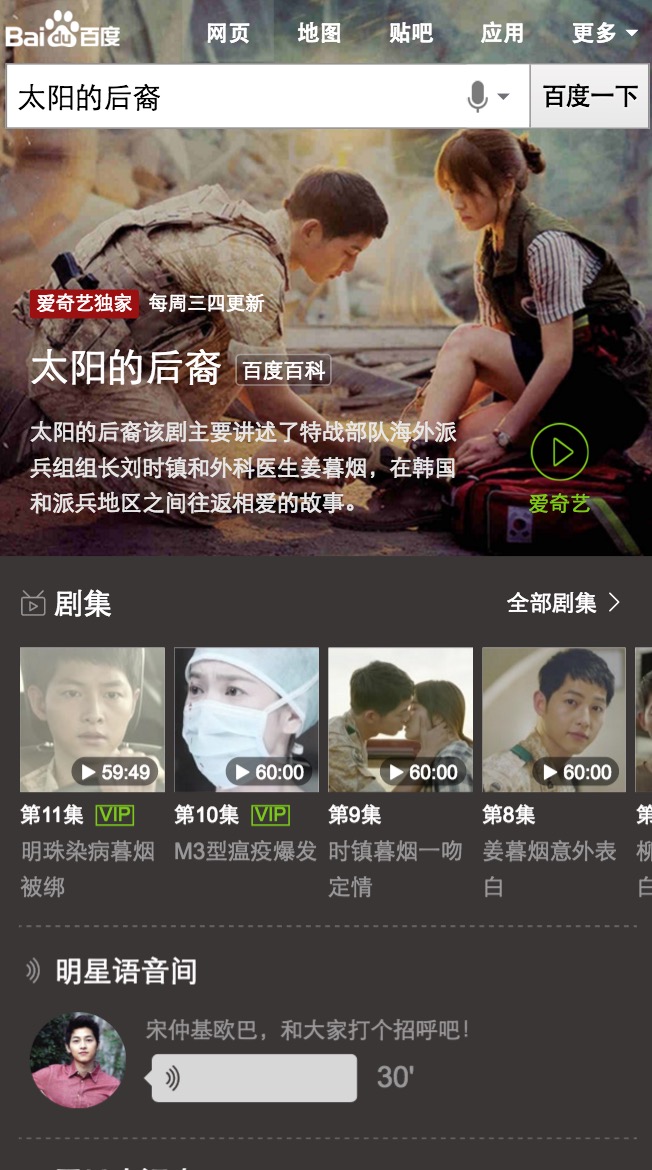 Bai du 百度
网页 地图 贴吧 应用 更多
太阳的后裔 百度一下
爱奇艺独家 每周三四更新
太阳的后裔 百度百科
太阳的后裔该剧主要讲述了特战部队海外派
兵组组长刘时镇和外科医生姜暮烟，在韩国
和派兵地区之间往返相爱的故事。
爱奇艺
剧集 全部剧集
59:49 60:00 60:00 60:00
第11集 VIP 第10集 VIP 第9集 第8集 第
明珠染病暮烟 M3型瘟疫爆发 时镇暮烟一吻 姜暮烟意外表
被绑 定情 白
明星语音间
宋仲基欧巴，和大家打个招呼吧！
30'